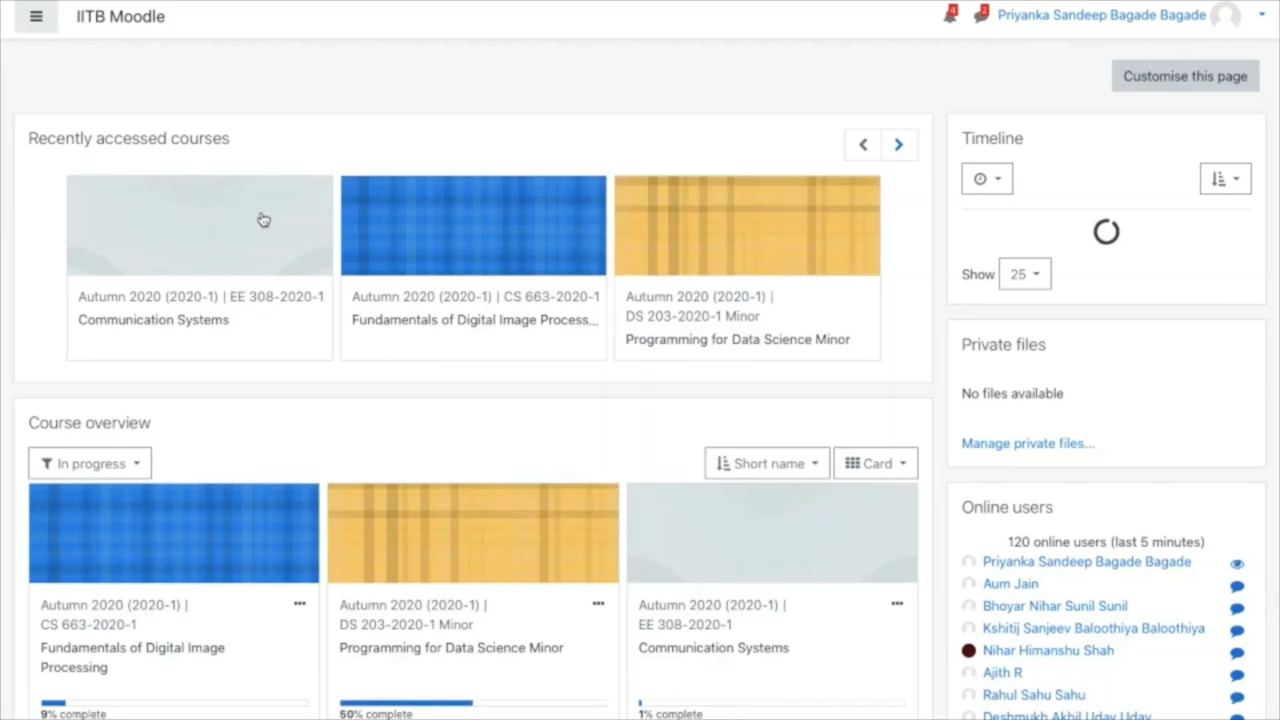 IITB Moodle
4
2
Priyanka Sandeep Bagade Bagade
Customise this page
Recently accessed courses
Autumn 2020 (2020-1) | EE 308-2020-1
Communication Systems
Autumn 2020 (2020-1) | CS 663-2020-1
Fundamentals of Digital Image Process...
Autumn 2020 (2020-1) |
DS 203-2020-1 Minor
Programming for Data Science Minor
Timeline
Show 25
Private files
No files available
Manage private files...
Course overview
In progress
Short name
Card
Autumn 2020 (2020-1) |
CS 663-2020-1
Fundamentals of Digital Image
Processing
9% complete
Autumn 2020 (2020-1) |
DS 203-2020-1 Minor
Programming for Data Science Minor
50% complete
Autumn 2020 (2020-1) |
EE 308-2020-1
Communication Systems
1% complete
Online users
120 online users (last 5 minutes)
Priyanka Sandeep Bagade Bagade
Aum Jain
Bhoyar Nihar Sunil Sunil
Kshitij Sanjeev Baloothiya Baloothiya
Nihar Himanshu Shah
Ajith R
Rahul Sahu Sahu
Deshmukh Akhil Uday Uday